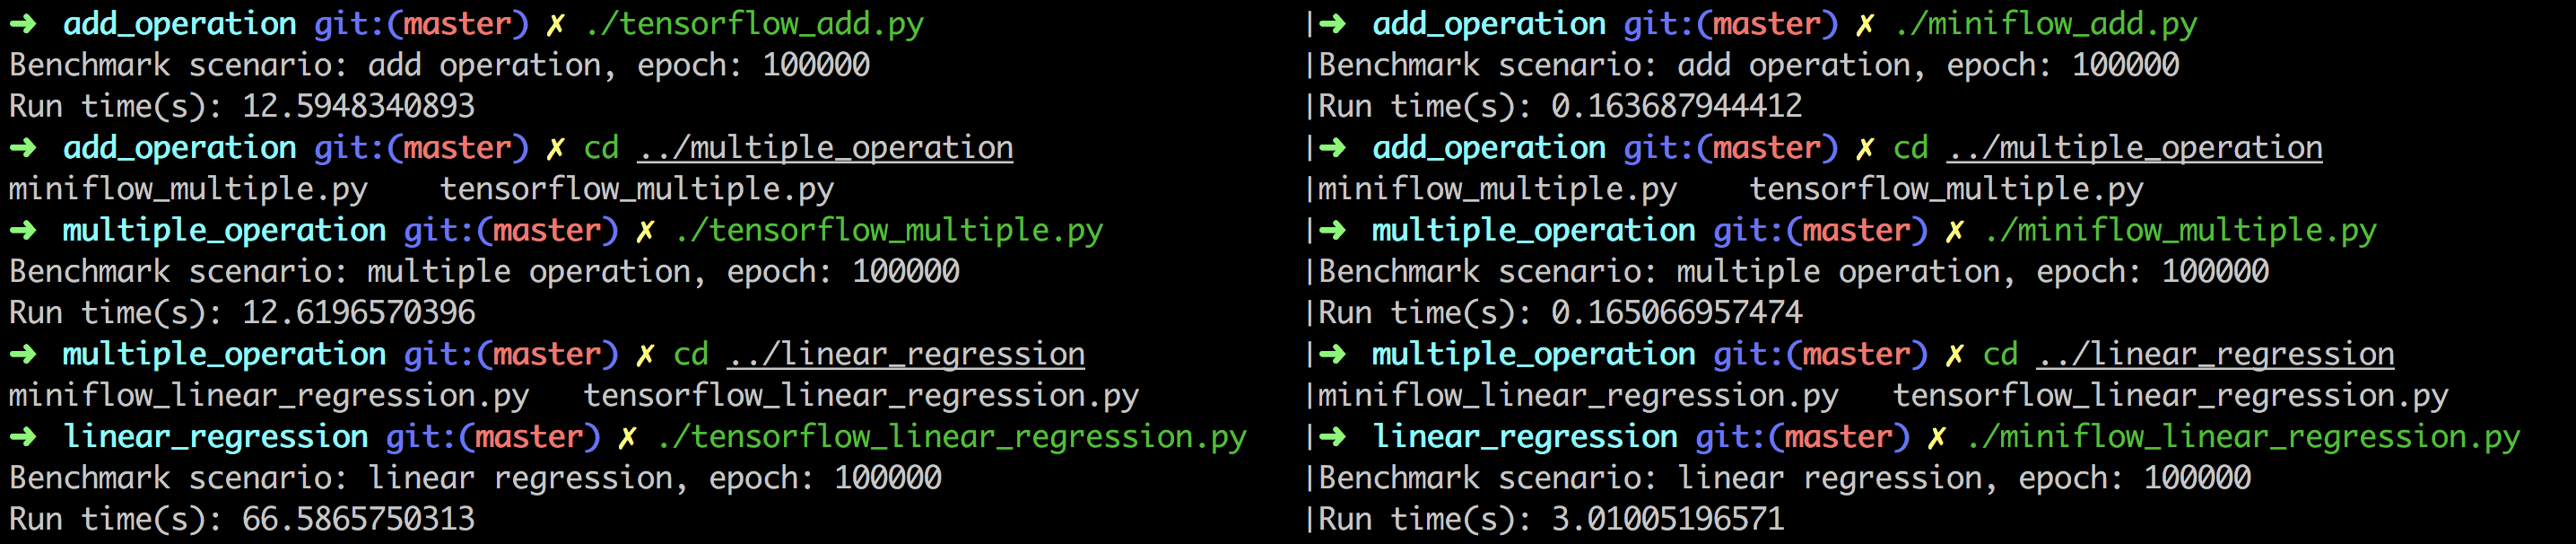 ➜  add_operation git:(master) ✗ ./tensorflow_add.py
Benchmark scenario: add operation, epoch: 100000
Run time(s): 12.5948340893
➜  add_operation git:(master) ✗ cd ../multiple_operation
miniflow_multiple.py    tensorflow_multiple.py
➜  multiple_operation git:(master) ✗ ./tensorflow_multiple.py
Benchmark scenario: multiple operation, epoch: 100000
Run time(s): 12.6196570396
➜  multiple_operation git:(master) ✗ cd ../linear_regression
miniflow_linear_regression.py   tensorflow_linear_regression.py
➜  linear_regression git:(master) ✗ ./tensorflow_linear_regression.py
Benchmark scenario: linear regression, epoch: 100000
Run time(s): 66.5865750313
|➜  add_operation git:(master) ✗ ./miniflow_add.py
|Benchmark scenario: add operation, epoch: 100000
|Run time(s): 0.163687944412
|➜  add_operation git:(master) ✗ cd ../multiple_operation
|miniflow_multiple.py    tensorflow_multiple.py
|➜  multiple_operation git:(master) ✗ ./miniflow_multiple.py
|Benchmark scenario: multiple operation, epoch: 100000
|Run time(s): 0.165066957474
|➜  multiple_operation git:(master) ✗ cd ../linear_regression
|miniflow_linear_regression.py   tensorflow_linear_regression.py
|➜  linear_regression git:(master) ✗ ./miniflow_linear_regression.py
|Benchmark scenario: linear regression, epoch: 100000
|Run time(s): 3.01005196571